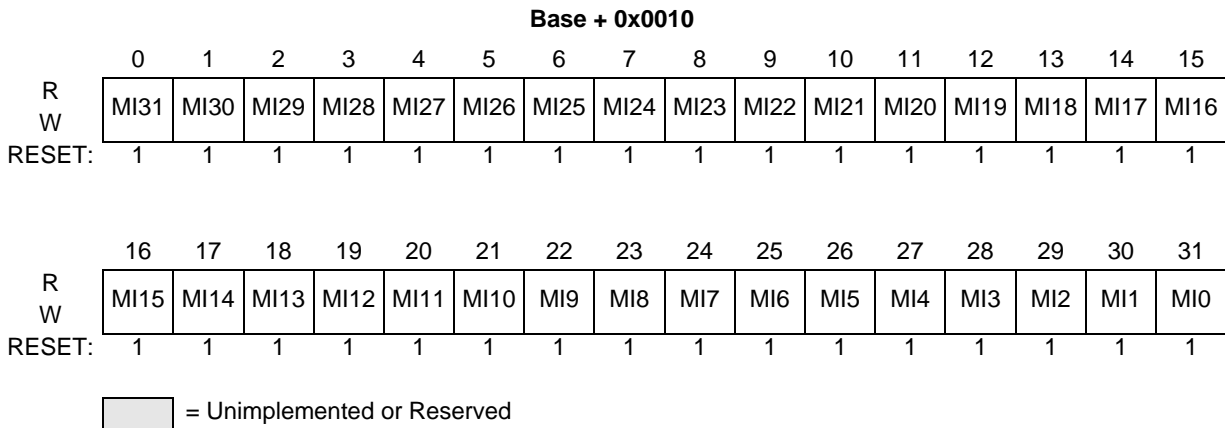 Base + 0x0010
0 1 2 3 4 5 6 7 8 9 10 11 12 13 14 15
R
W
MI31 MI30 MI29 MI28 MI27 MI26 MI25 MI24 MI23 MI22 MI21 MI20 MI19 MI18 MI17 MI16
RESET: 1 1 1 1 1 1 1 1 1 1 1 1 1 1 1 1
16 17 18 19 20 21 22 23 24 25 26 27 28 29 30 31
R
W
MI15 MI14 MI13 MI12 MI11 MI10 MI9 MI8 MI7 MI6 MI5 MI4 MI3 MI2 MI1 MI0
RESET: 1 1 1 1 1 1 1 1 1 1 1 1 1 1 1 1
= Unimplemented or Reserved